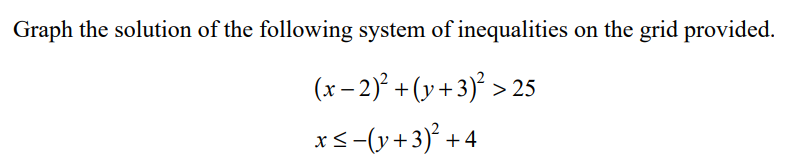 Graph the solution of the following system of inequalities on the grid provided.
(x – 2)² + (y + 3)² > 25
x ≤ –(y + 3)² + 4